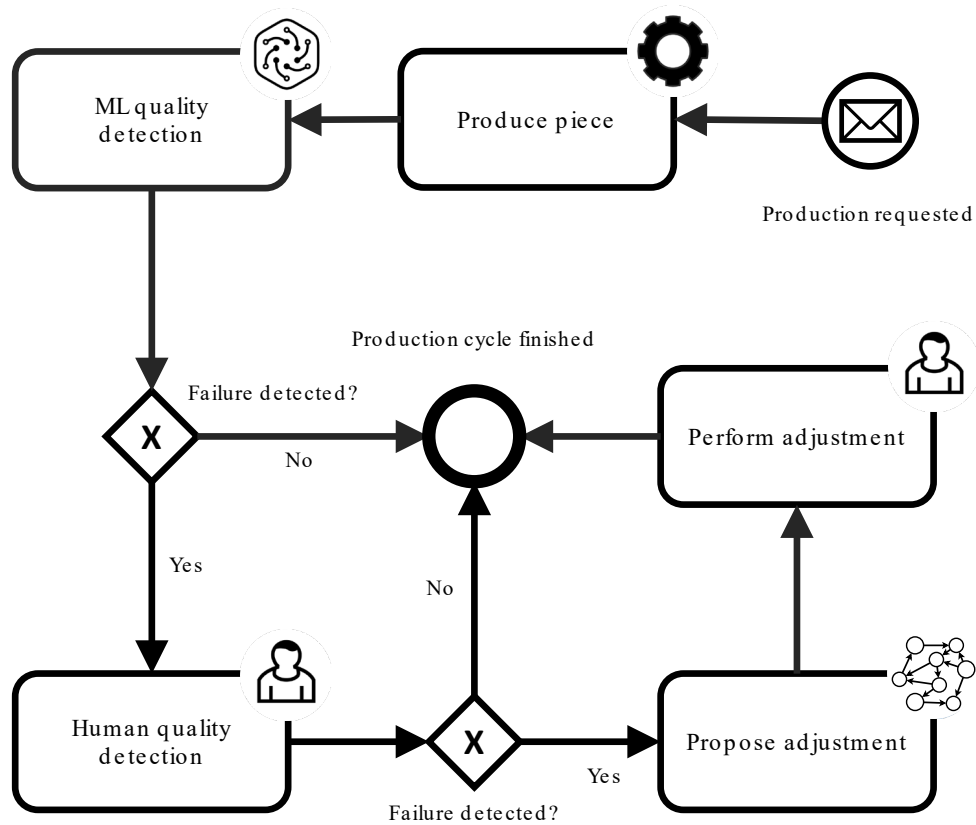 ML quality
detection
Produce piece
Production requested
Production cycle finished
Failure detected?
X
No
Perform adjustment
Yes
No
Human quality
detection
X
Yes
Propose adjustment
Failure detected?